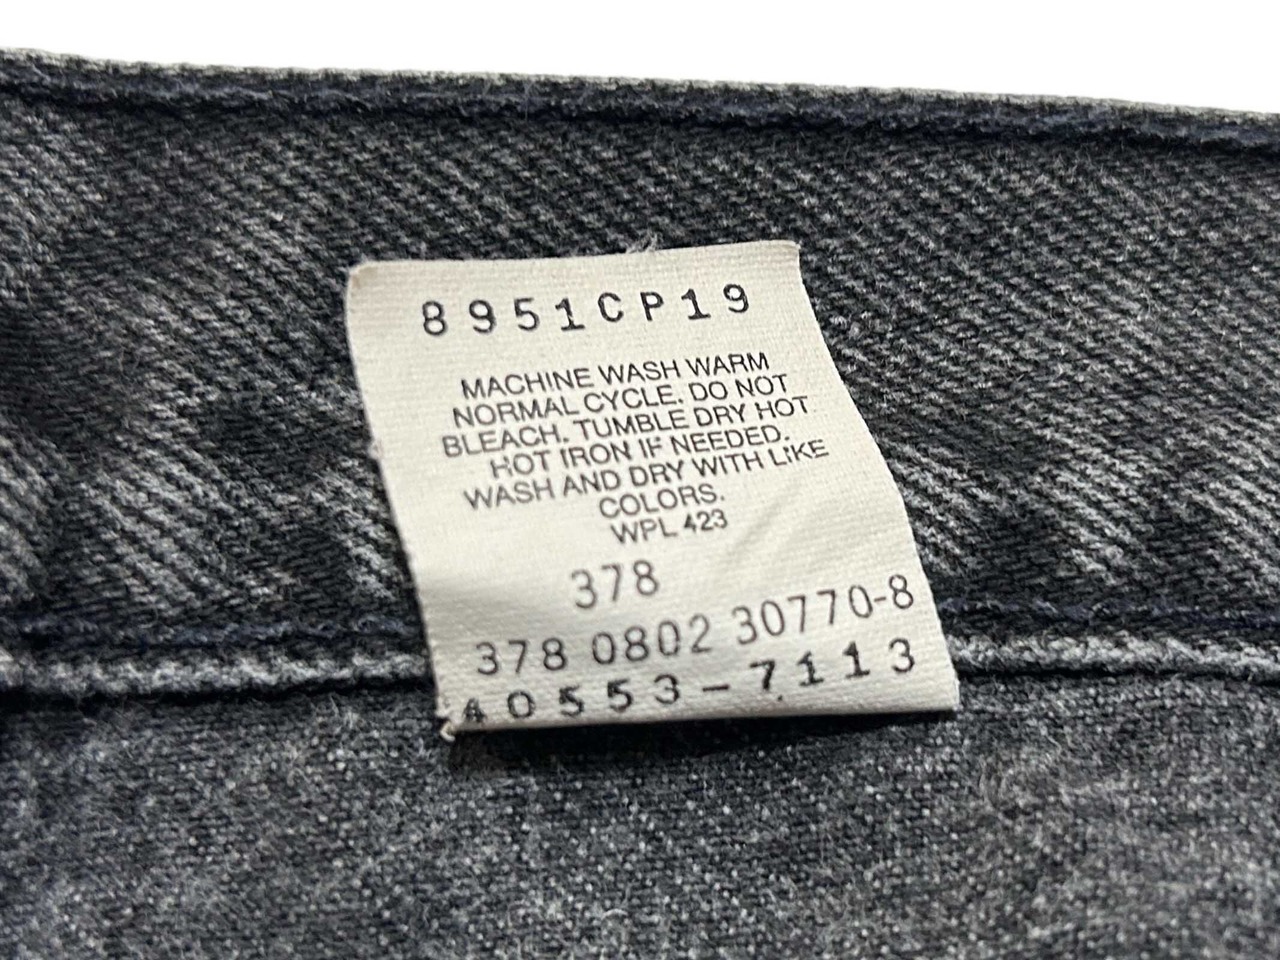 8951CP19
MACHINE WASH WARM
NORMAL CYCLE. DO NOT
BLEACH. TUMBLE DRY HOT
HOT IRON IF NEEDED.
WASH AND DRY WITH LIKE
COLORS.
WPL 423
378
378 0802 30770-8
A0553-7113